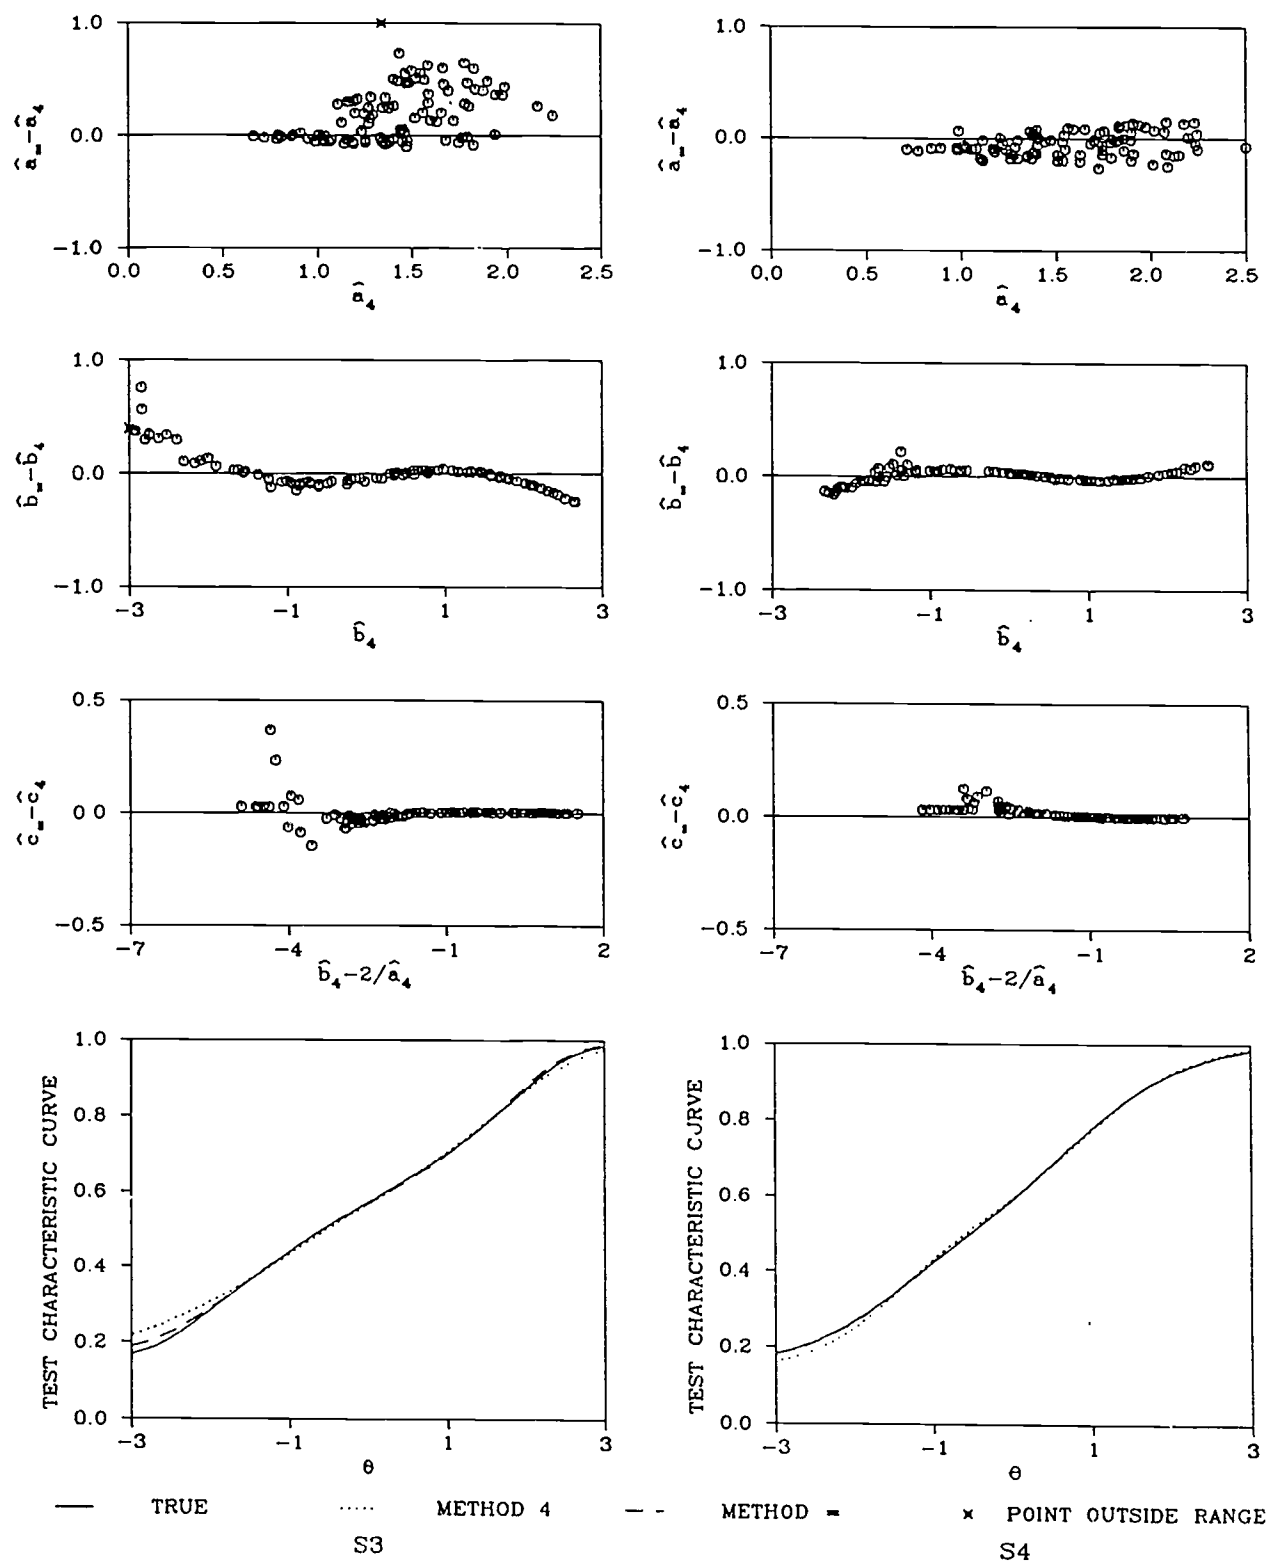 1.0
0.0
−1.0
â₌−â₄
0.0 0.5 1.0 1.5 2.0 2.5
â₄
1.0
0.0
−1.0
â₌−â₄
0.0 0.5 1.0 1.5 2.0 2.5
â₄
1.0
0.0
−1.0
b̂₌−b̂₄
−3 −1 1 3
b̂₄
1.0
0.0
−1.0
b̂₌−b̂₄
−3 −1 1 3
b̂₄
0.5
0.0
−0.5
ĉ₌−ĉ₄
−7 −4 −1 2
b̂₄−2/â₄
0.5
0.0
−0.5
ĉ₌−ĉ₄
−7 −4 −1 2
b̂₄−2/â₄
1.0
0.8
0.6
0.4
0.2
0.0
TEST CHARACTERISTIC CURVE
−3 −1 1 3
θ
1.0
0.8
0.6
0.4
0.2
0.0
TEST CHARACTERISTIC CURVE
−3 −1 1 3
θ
TRUE METHOD 4 METHOD = × POINT OUTSIDE RANGE
S3 S4